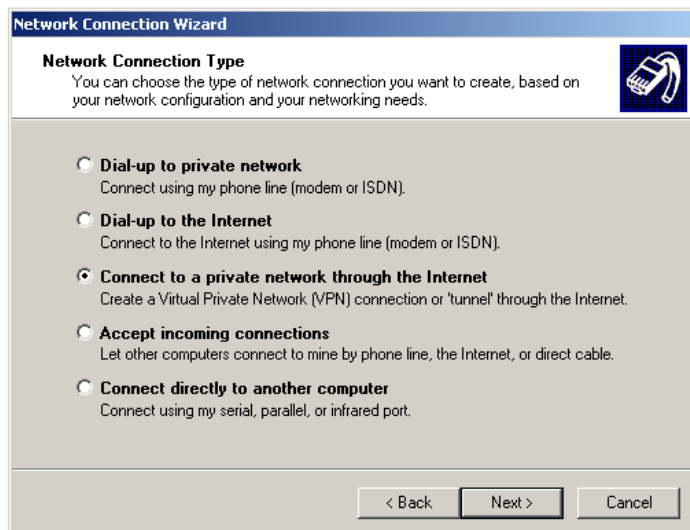 Network Connection Wizard
Network Connection Type
You can choose the type of network connection you want to create, based on
your network configuration and your networking needs.
Dial-up to private network
Connect using my phone line (modem or ISDN).
Dial-up to the Internet
Connect to the Internet using my phone line (modem or ISDN).
Connect to a private network through the Internet
Create a Virtual Private Network (VPN) connection or 'tunnel' through the Internet.
Accept incoming connections
Let other computers connect to mine by phone line, the Internet, or direct cable.
Connect directly to another computer
Connect using my serial, parallel, or infrared port.
< Back Next > Cancel